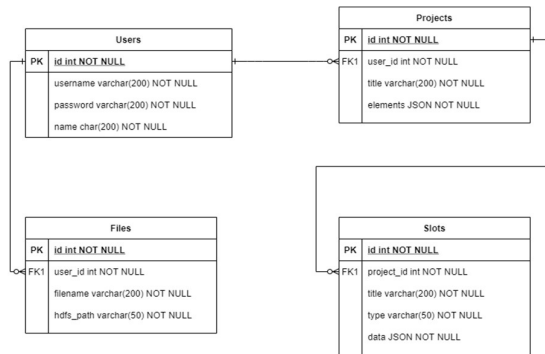 Users
PK id int NOT NULL
username varchar(200) NOT NULL
password varchar(200) NOT NULL
name char(200) NOT NULL
Projects
PK id int NOT NULL
FK1 user_id int NOT NULL
title varchar(200) NOT NULL
elements JSON NOT NULL
Files
PK id int NOT NULL
FK1 user_id int NOT NULL
filename varchar(200) NOT NULL
hdfs_path varchar(50) NOT NULL
Slots
PK id int NOT NULL
FK1 project_id int NOT NULL
title varchar(200) NOT NULL
type varchar(50) NOT NULL
data JSON NOT NULL